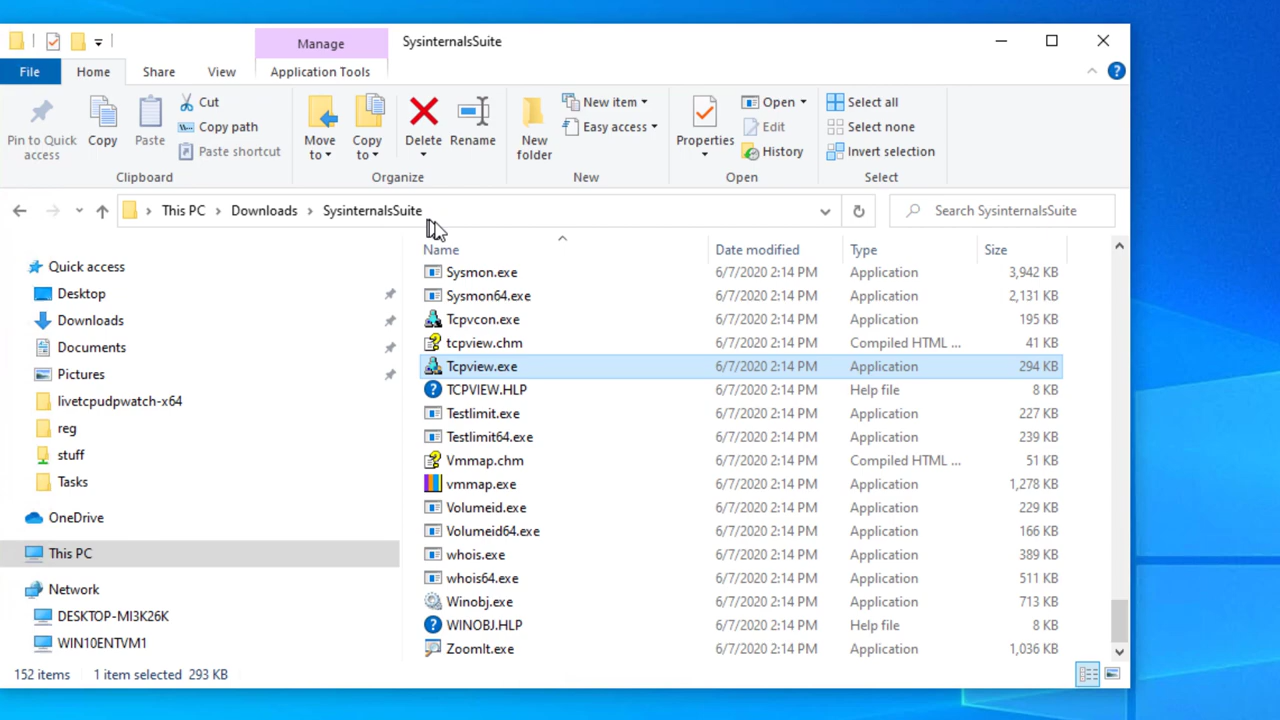 Manage
SysinternalsSuite
File
Home
Share
View
Application Tools
Pin to Quick access
Copy
Paste
Cut
Copy path
Paste shortcut
Clipboard
Move to
Copy to
Delete
Rename
Organize
New folder
New item
Easy access
New
Properties
Open
Edit
History
Open
Select all
Select none
Invert selection
Select
This PC > Downloads > SysinternalsSuite
Search SysinternalsSuite
Quick access
Desktop
Downloads
Documents
Pictures
livetcpudpwatch-x64
reg
stuff
Tasks
OneDrive
This PC
Network
DESKTOP-MI3K26K
WIN10ENTVM1
Name Date modified Type Size
Sysmon.exe 6/7/2020 2:14 PM Application 3,942 KB
Sysmon64.exe 6/7/2020 2:14 PM Application 2,131 KB
Tcpvcon.exe 6/7/2020 2:14 PM Application 195 KB
tcpview.chm 6/7/2020 2:14 PM Compiled HTML ... 41 KB
Tcpview.exe 6/7/2020 2:14 PM Application 294 KB
TCPVIEW.HLP 6/7/2020 2:14 PM Help file 8 KB
Testlimit.exe 6/7/2020 2:14 PM Application 227 KB
Testlimit64.exe 6/7/2020 2:14 PM Application 239 KB
Vmmap.chm 6/7/2020 2:14 PM Compiled HTML ... 51 KB
vmmap.exe 6/7/2020 2:14 PM Application 1,278 KB
Volumeid.exe 6/7/2020 2:14 PM Application 229 KB
Volumeid64.exe 6/7/2020 2:14 PM Application 166 KB
whois.exe 6/7/2020 2:14 PM Application 389 KB
whois64.exe 6/7/2020 2:14 PM Application 511 KB
Winobj.exe 6/7/2020 2:14 PM Application 713 KB
WINOBJ.HLP 6/7/2020 2:14 PM Help file 8 KB
ZoomIt.exe 6/7/2020 2:14 PM Application 1,036 KB
152 items 1 item selected 293 KB